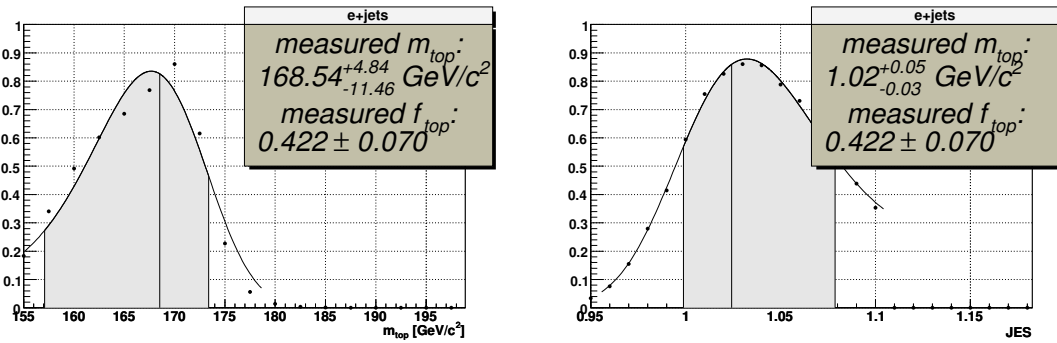 e+jets
measured m_top:
168.54 +4.84 -11.46 GeV/c²
measured f_top:
0.422 ± 0.070
1
0.9
0.8
0.7
0.6
0.5
0.4
0.3
0.2
0.1
0
155 160 165 170 175 180 185 190 195
m_top [GeV/c²]
e+jets
measured m_top:
1.02 +0.05 -0.03 GeV/c²
measured f_top:
0.422 ± 0.070
1
0.9
0.8
0.7
0.6
0.5
0.4
0.3
0.2
0.1
0
0.95 1 1.05 1.1 1.15
JES